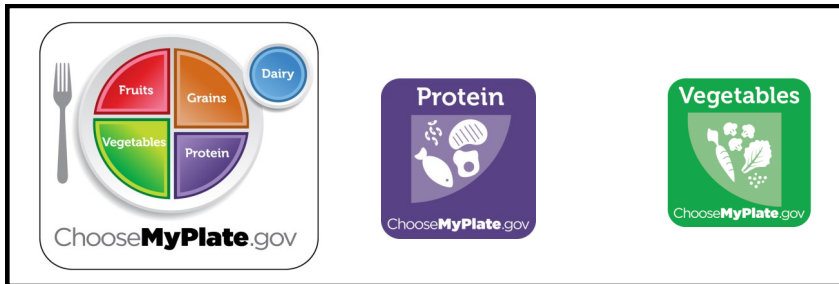 Fruits
Grains
Dairy
Vegetables
Protein
ChooseMyPlate.gov
Protein
ChooseMyPlate.gov
Vegetables
ChooseMyPlate.gov